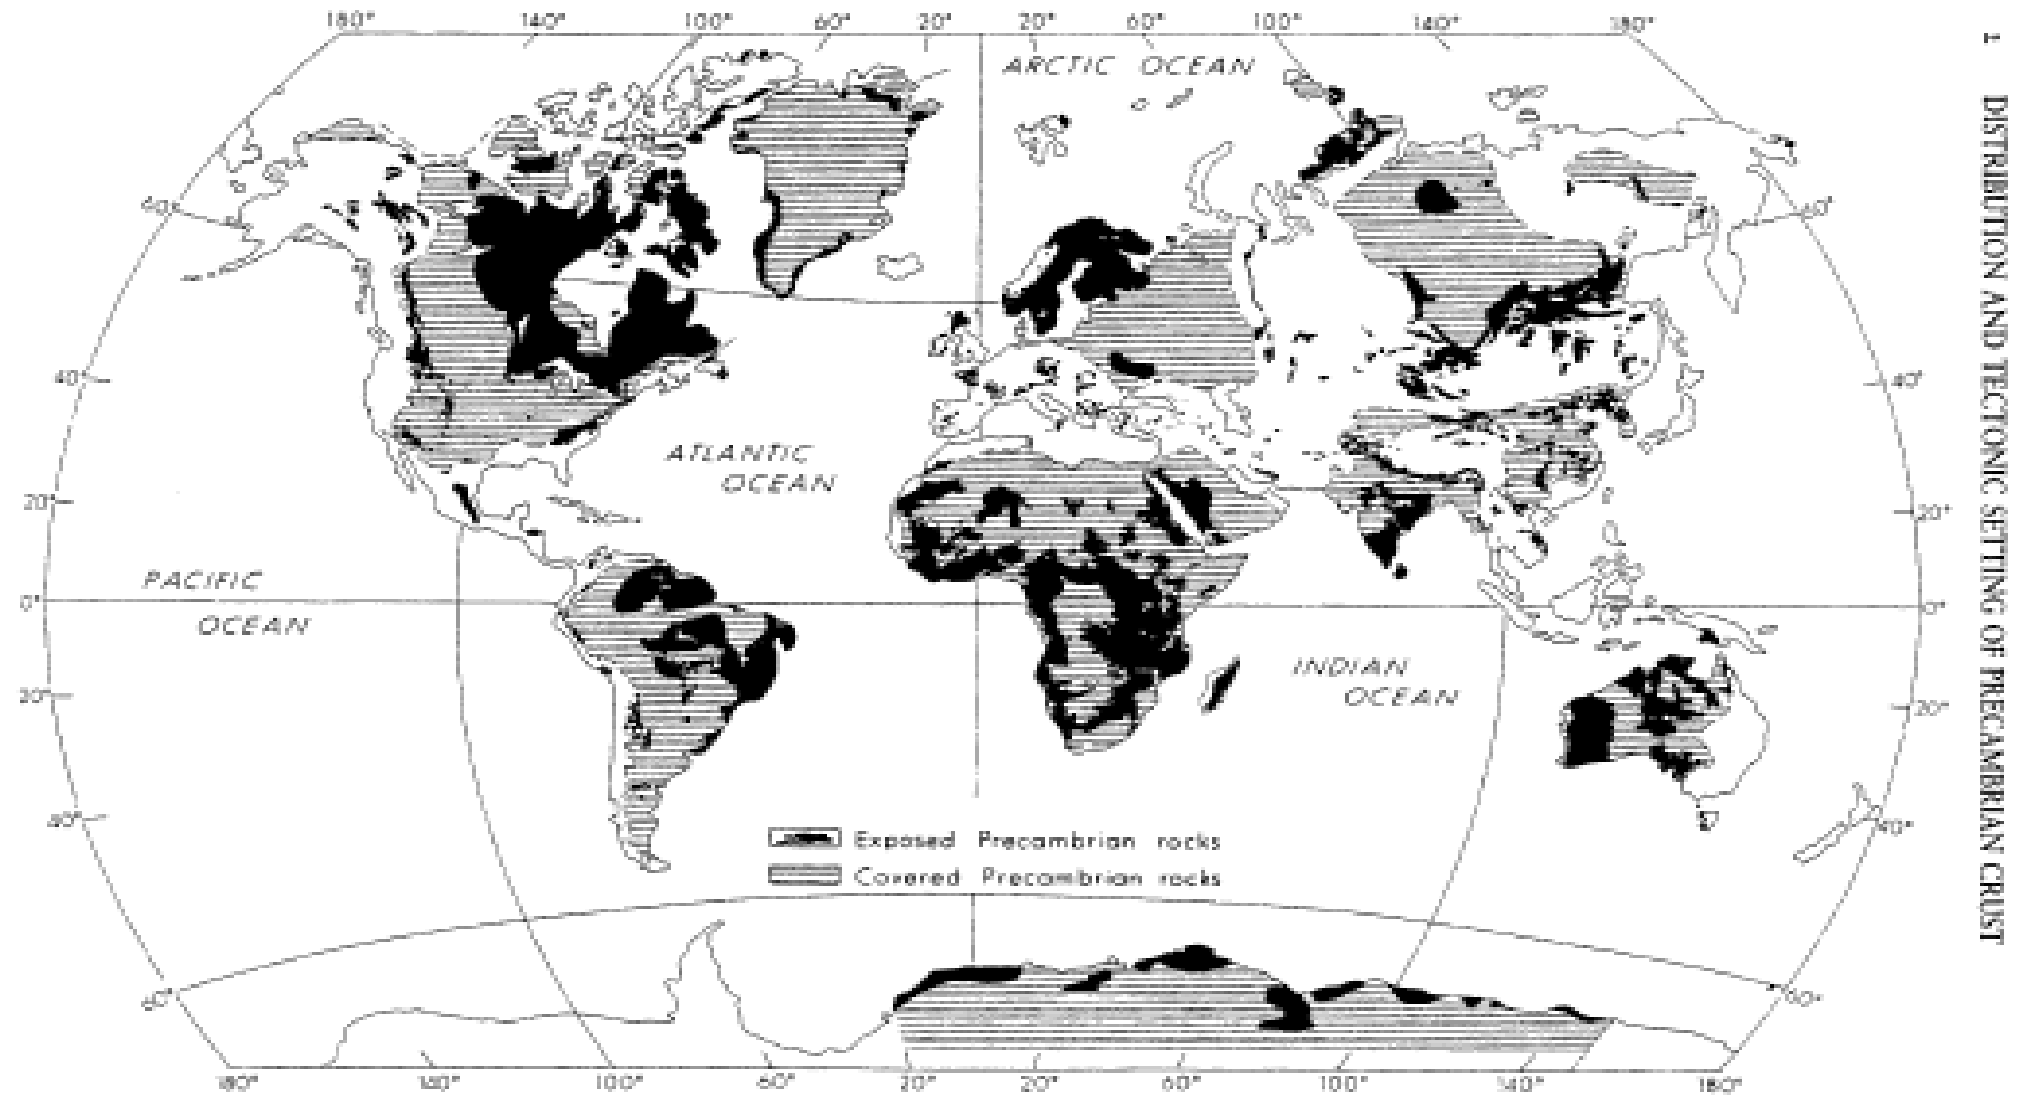 180° 140° 100° 60° 20° 20° 60° 100° 140° 180°
ARCTIC OCEAN
60° 60°
40° 40°
ATLANTIC
OCEAN
20° 20°
PACIFIC
OCEAN
0° 0°
INDIAN
OCEAN
20° 20°
40° 40°
Exposed Precambrian rocks
Covered Precambrian rocks
60° 60°
180° 140° 100° 60° 20° 20° 60° 100° 140° 180°
DISTRIBUTION AND TECTONIC SETTING OF PRECAMBRIAN CRUST